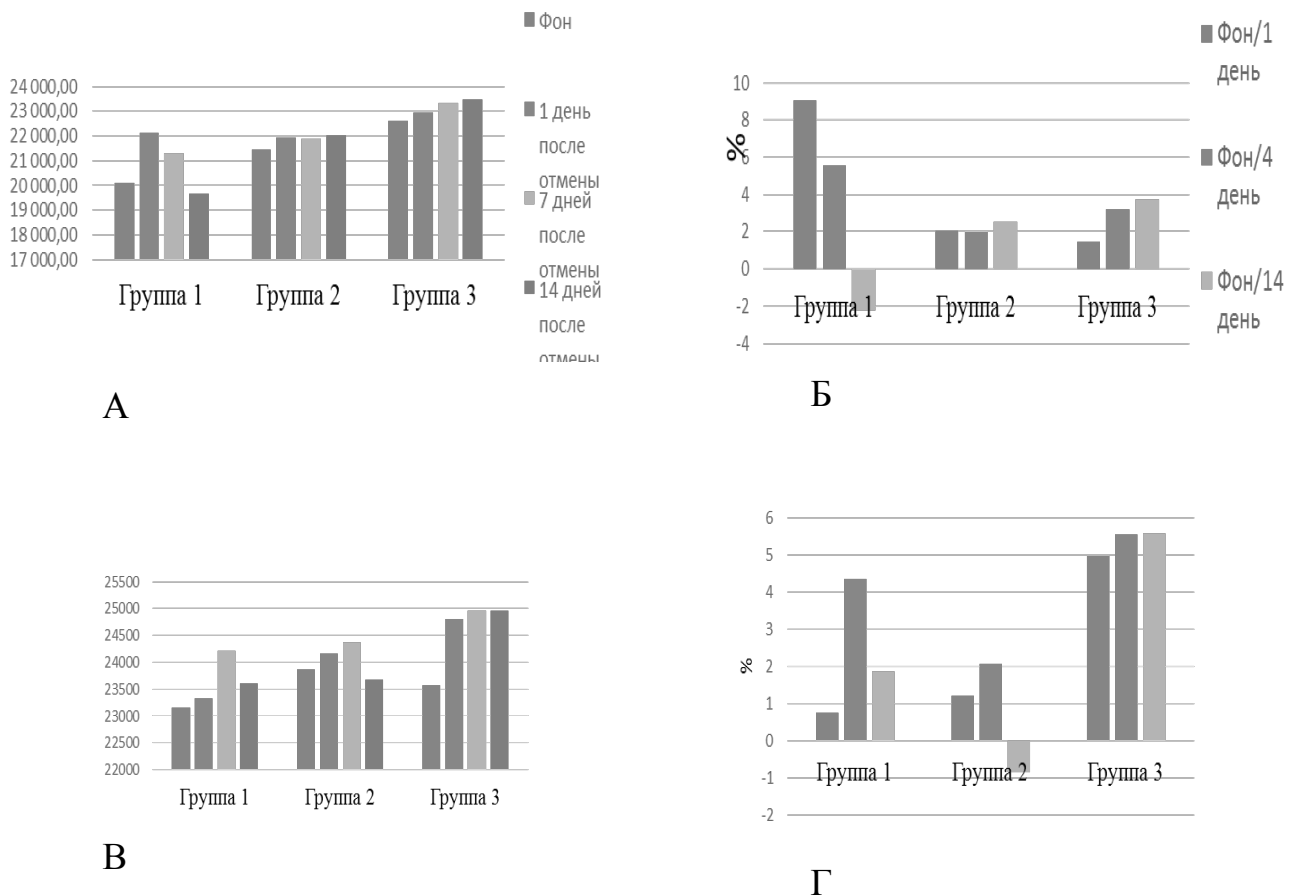 Фон
24 000,00
23 000,00
22 000,00
21 000,00
20 000,00
19 000,00
18 000,00
17 000,00
1 день
после
отмены
7 дней
после
отмены
14 дней
после
отмены
Группа 1
Группа 2
Группа 3
А
%
10
8
6
4
2
0
-2
-4
Группа 1
Группа 2
Группа 3
Фон/1
день
Фон/4
день
Фон/14
день
Б
25500
25000
24500
24000
23500
23000
22500
22000
Группа 1
Группа 2
Группа 3
В
%
6
5
4
3
2
1
0
-1
-2
Группа 1
Группа 2
Группа 3
Г